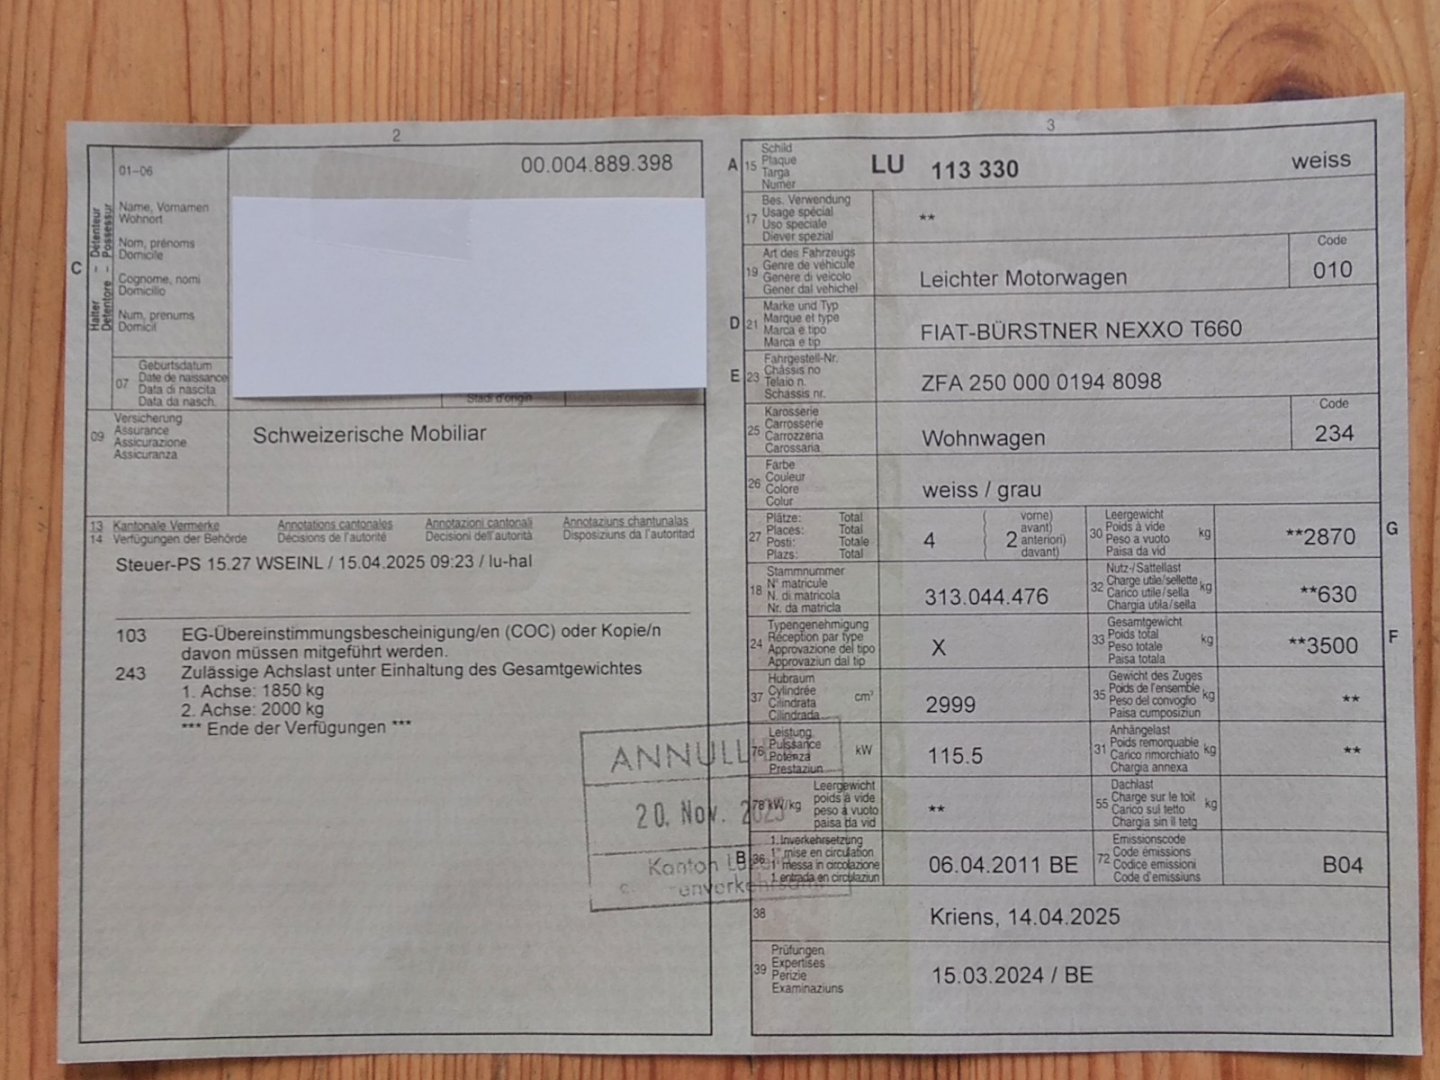 2
01–06
00.004.889.398
Halter – Détenteur
Detentore – Possessur
C
Name, Vornamen
Wohnort
Nom, prénoms
Domicile
Cognome, nomi
Domicilio
Num, prenums
Domicil
07
Geburtsdatum
Date de naissance
Data di nascita
Data da nasch.
Stadi d'origin
09
Versicherung
Assurance
Assicurazione
Assicuranza
Schweizerische Mobiliar
13 Kantonale Vermerke Annotations cantonales Annotazioni cantonali Annotaziuns chantunalas
14 Verfügungen der Behörde Décisions de l'autorité Decisioni dell'autorità Disposiziuns da l'autoritad
Steuer-PS 15.27 WSEINL / 15.04.2025 09:23 / lu-hal
103 EG-Übereinstimmungsbescheinigung/en (COC) oder Kopie/n
davon müssen mitgeführt werden.
243 Zulässige Achslast unter Einhaltung des Gesamtgewichtes
1. Achse: 1850 kg
2. Achse: 2000 kg
*** Ende der Verfügungen ***
ANNULL
20. Nov. 2025
Kanton
3
A 15
Schild
Plaque
Targa
Numer
LU 113 330 weiss
17
Bes. Verwendung
Usage spécial
Uso speciale
Diever spezial
**
19
Art des Fahrzeugs
Genre de véhicule
Genere di veicolo
Gener dal vehichel
Leichter Motorwagen
Code
010
D 21
Marke und Typ
Marque et type
Marca e tipo
Marca e tip
FIAT-BÜRSTNER NEXXO T660
E 23
Fahrgestell-Nr.
Châssis no
Telaio n.
Schassis nr.
ZFA 250 000 0194 8098
25
Karosserie
Carrosserie
Carrozzeria
Carossaria
Wohnwagen
Code
234
26
Farbe
Couleur
Colore
Colur
weiss / grau
27
Plätze: Total
Places: Total
Posti: Totale
Plazs: Total
4
( vorne)
avant)
2 anteriori)
( davant)
30
Leergewicht
Poids à vide
Peso a vuoto
Paisa da vid
kg
**2870
G
18
Stammnummer
N° matricule
N. di matricola
Nr. da matricla
313.044.476
32
Nutz-/Sattellast
Charge utile/sellette
Carico utile/sella
Chargia utila/sella
kg
**630
24
Typengenehmigung
Réception par type
Approvazione del tipo
Approvaziun dal tip
X
33
Gesamtgewicht
Poids total
Peso totale
Paisa totala
kg
**3500
F
37
Hubraum
Cylindrée
Cilindrata
Cilindrada
cm³
2999
35
Gewicht des Zuges
Poids de l'ensemble
Peso del convoglio
Paisa cumposiziun
kg
**
76
Leistung
Puissance
Potenza
Prestaziun
kW
115.5
31
Anhängelast
Poids remorquable
Carico rimorchiato
Chargia annexa
kg
**
78 kW/kg
Leergewicht
poids à vide
peso a vuoto
paisa da vid
**
55
Dachlast
Charge sur le toit
Carico sul tetto
Chargia sin il tetg
kg
B 36
1. Inverkehrsetzung
1re mise en circulation
1a messa in circolazione
1. entrada en circulaziun
06.04.2011 BE
72
Emissionscode
Code émissions
Codice emissioni
Code d'emissiuns
B04
38
Kriens, 14.04.2025
39
Prüfungen
Expertises
Perizie
Examinaziuns
15.03.2024 / BE